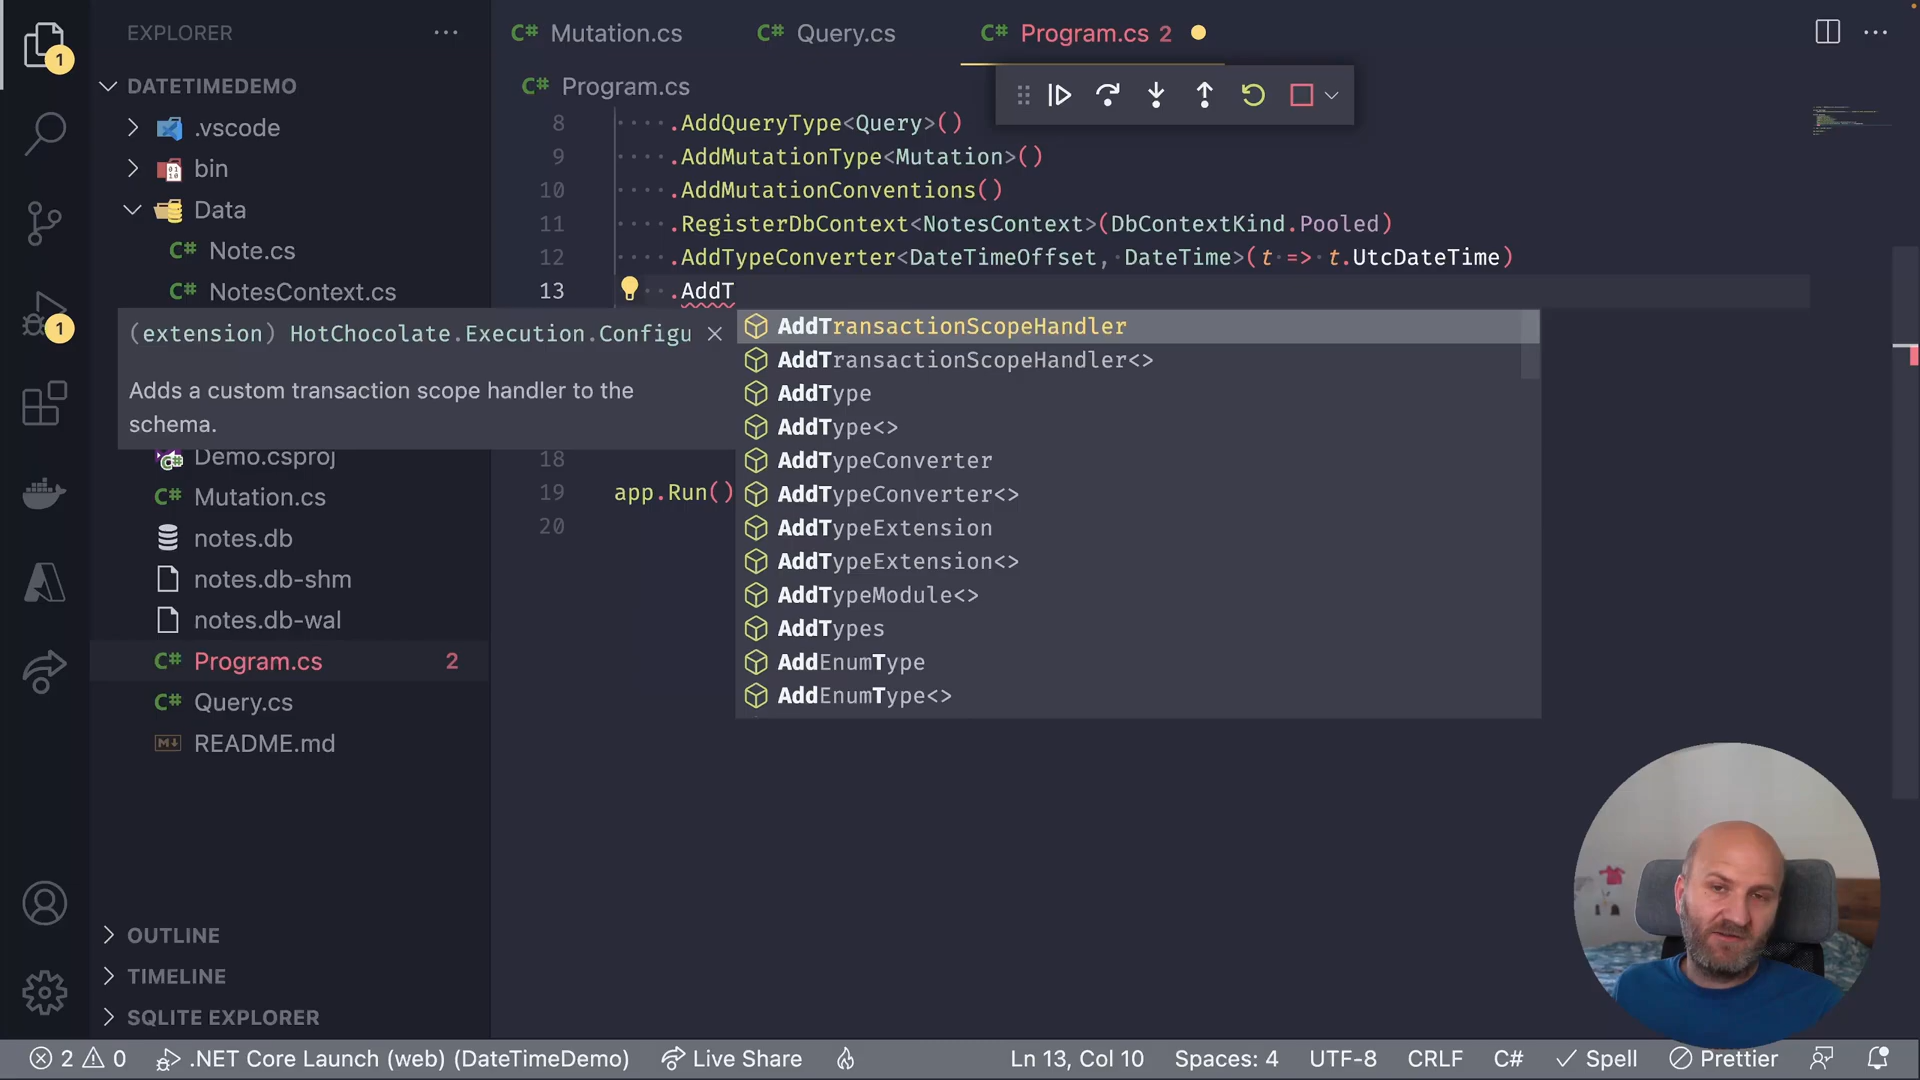 EXPLORER
DATETIMEDEMO
.vscode
bin
Data
C# Note.cs
C# NotesContext.cs
Demo.csproj
C# Mutation.cs
notes.db
notes.db-shm
notes.db-wal
C# Program.cs 2
C# Query.cs
README.md
OUTLINE
TIMELINE
SQLITE EXPLORER
1
1
C# Mutation.cs
C# Query.cs
C# Program.cs 2
C# Program.cs
8 .AddQueryType<Query>()
9 .AddMutationType<Mutation>()
10 .AddMutationConventions()
11 .RegisterDbContext<NotesContext>(DbContextKind.Pooled)
12 .AddTypeConverter<DateTimeOffset, DateTime>(t => t.UtcDateTime)
13 .AddT
18
19 app.Run()
20
(extension) HotChocolate.Execution.Configu
Adds a custom transaction scope handler to the
schema.
AddTransactionScopeHandler
AddTransactionScopeHandler<>
AddType
AddType<>
AddTypeConverter
AddTypeConverter<>
AddTypeExtension
AddTypeExtension<>
AddTypeModule<>
AddTypes
AddEnumType
AddEnumType<>
2 0 .NET Core Launch (web) (DateTimeDemo) Live Share Ln 13, Col 10 Spaces: 4 UTF-8 CRLF C# Spell Prettier